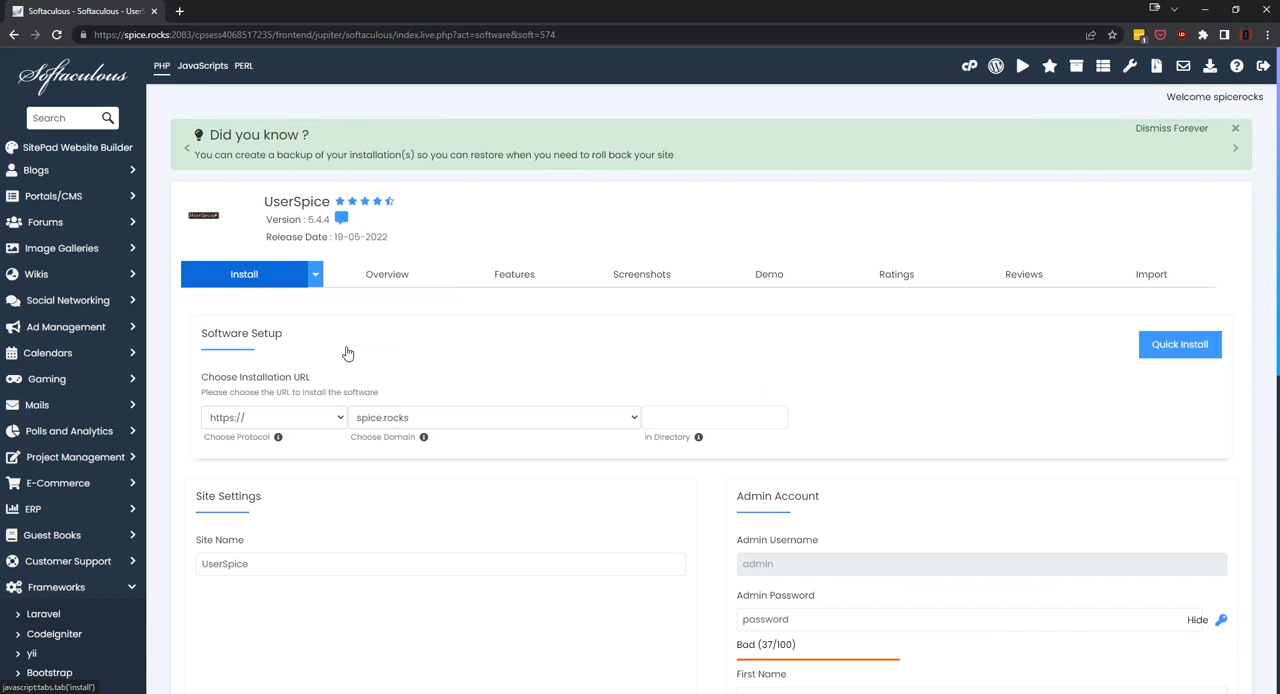 Softaculous - Softaculous - User
https://spice.rocks:2083/cpsess4068517235/frontend/jupiter/softaculous/index.live.php?act=software&soft=574
Softaculous
PHP JavaScripts PERL
Welcome spicerocks
Search
SitePad Website Builder
Blogs
Portals/CMS
Forums
Image Galleries
Wikis
Social Networking
Ad Management
Calendars
Gaming
Mails
Polls and Analytics
Project Management
E-Commerce
ERP
Guest Books
Customer Support
Frameworks
Laravel
CodeIgniter
yii
Bootstrap
javascript:tabs.tab('install')
Did you know ?
Dismiss Forever
You can create a backup of your installation(s) so you can restore when you need to roll back your site
UserSpice
UserSpice
Version : 5.4.4
Release Date : 19-05-2022
Install Overview Features Screenshots Demo Ratings Reviews Import
Software Setup
Quick Install
Choose Installation URL
Please choose the URL to install the software
https:// spice.rocks
Choose Protocol Choose Domain In Directory
Site Settings
Site Name
UserSpice
Admin Account
Admin Username
admin
Admin Password
password Hide
Bad (37/100)
First Name